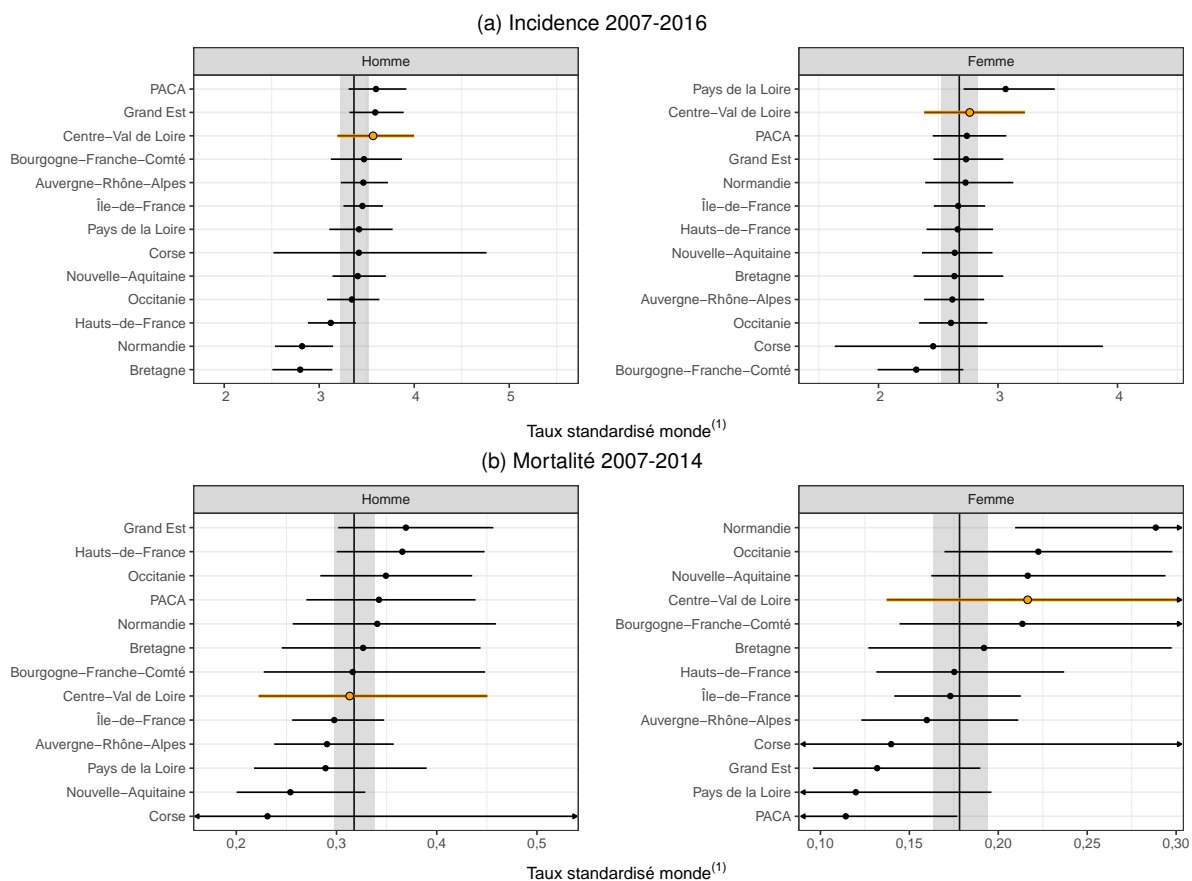 (a) Incidence 2007-2016
Homme
PACA
Grand Est
Centre−Val de Loire
Bourgogne−Franche−Comté
Auvergne−Rhône−Alpes
Île−de−France
Pays de la Loire
Corse
Nouvelle−Aquitaine
Occitanie
Hauts−de−France
Normandie
Bretagne
2 3 4 5
Femme
Pays de la Loire
Centre−Val de Loire
PACA
Grand Est
Normandie
Île−de−France
Hauts−de−France
Nouvelle−Aquitaine
Bretagne
Auvergne−Rhône−Alpes
Occitanie
Corse
Bourgogne−Franche−Comté
2 3 4
Taux standardisé monde(1)
(b) Mortalité 2007-2014
Homme
Grand Est
Hauts−de−France
Occitanie
PACA
Normandie
Bretagne
Bourgogne−Franche−Comté
Centre−Val de Loire
Île−de−France
Auvergne−Rhône−Alpes
Pays de la Loire
Nouvelle−Aquitaine
Corse
0,2 0,3 0,4 0,5
Femme
Normandie
Occitanie
Nouvelle−Aquitaine
Centre−Val de Loire
Bourgogne−Franche−Comté
Bretagne
Hauts−de−France
Île−de−France
Auvergne−Rhône−Alpes
Corse
Grand Est
Pays de la Loire
PACA
0,10 0,15 0,20 0,25 0,30
Taux standardisé monde(1)